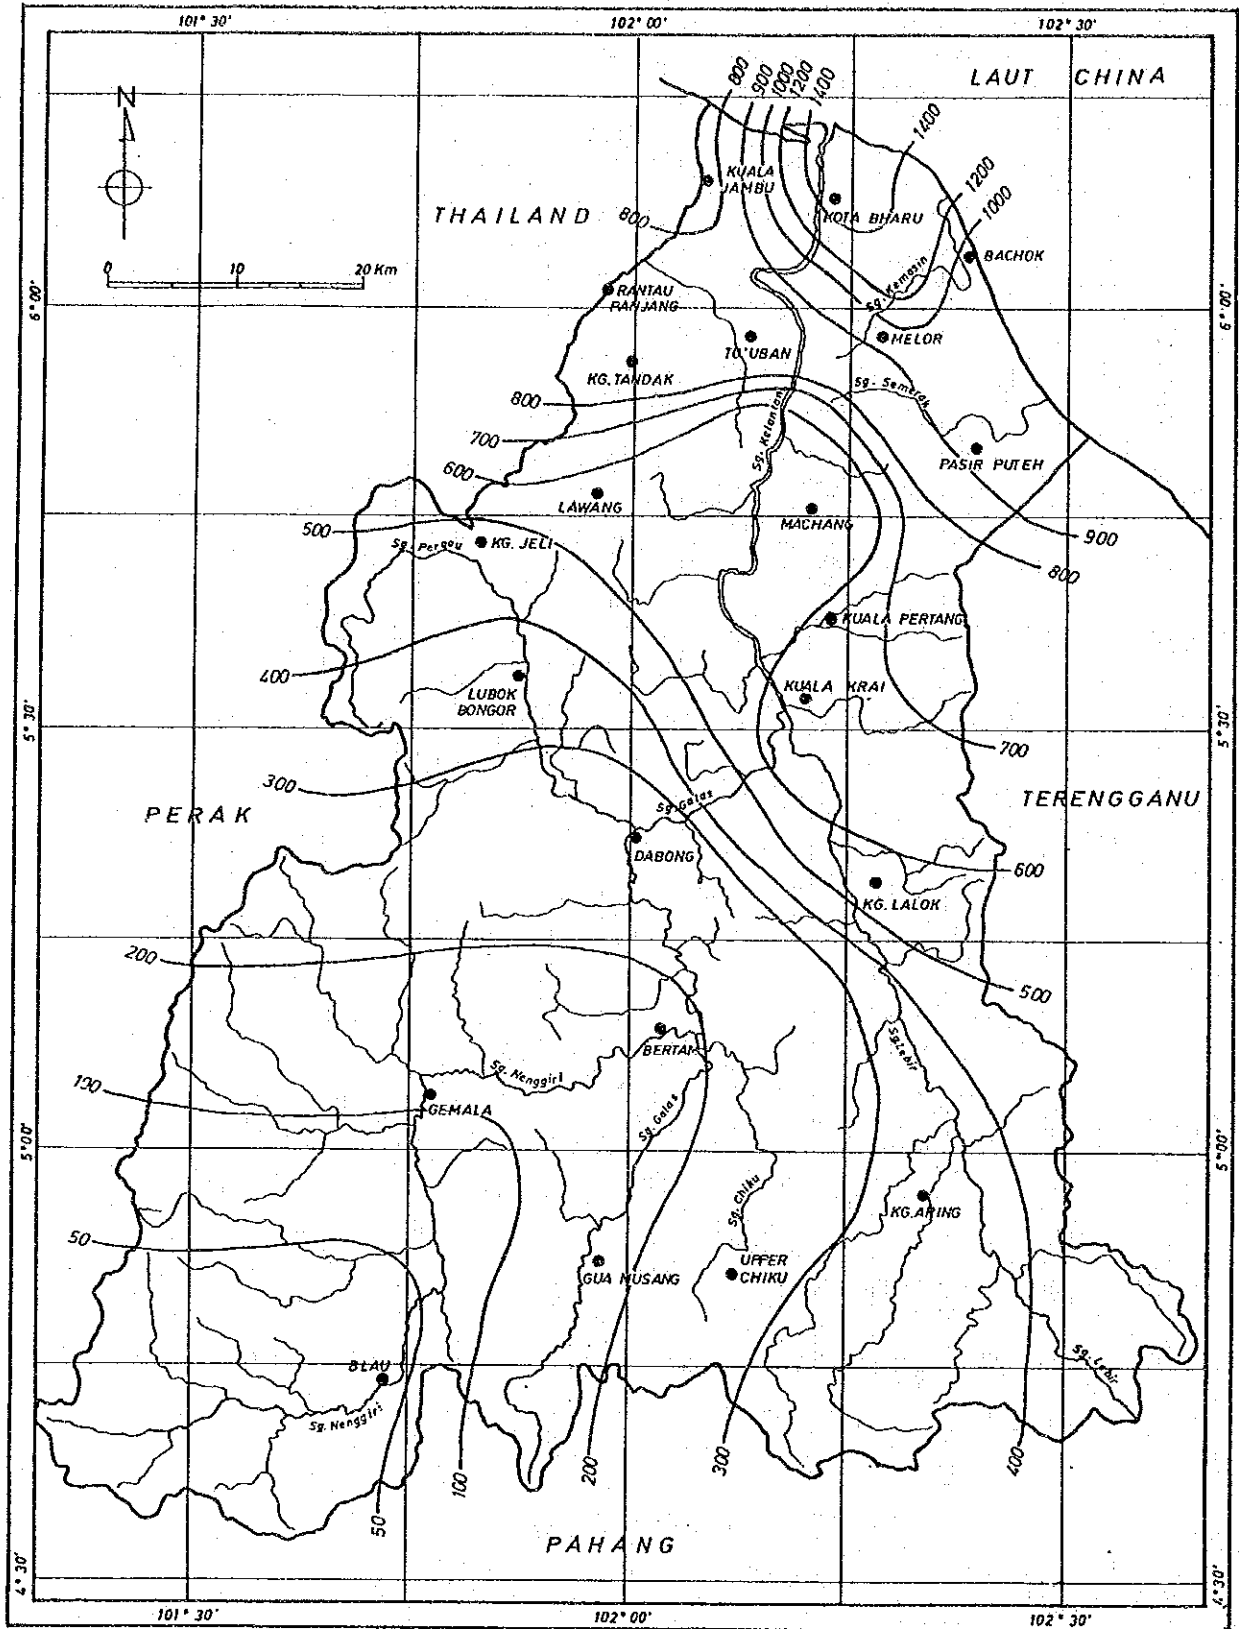 101° 30'
102° 00'
102° 30'
LAUT CHINA
N
800
900
1000
1200
1400
1400
1200
1000
KUALA
JAMBU
THAILAND
800
KOTA BHARU
BACHOK
0 10 20 Km
Sg. Kemasin
RANTAU
PANJANG
6° 00'
6° 00'
TO'UBAN
MELOR
KG. TANDAK
Sg. Semerak
800
700
600
Sg. Kelantan
PASIR PUTEH
LAWANG
MACHANG
500
Sg. Pergau
KG. JELI
900
800
KUALA PERTANG
400
LUBOK
BONGOR
KUALA KRAI
5° 30'
5° 30'
700
300
PERAK
Sg. Galas
TERENGGANU
DABONG
600
KG. LALOK
200
500
BERTAM
Sg. Lebir
Sg. Nenggiri
100
GEMALA
Sg. Galas
5° 00'
5° 00'
Sg. Chiku
KG. ARING
50
GUA MUSANG
UPPER
CHIKU
BLAU
Sg. Lebir
Sg. Nenggiri
50
100
200
300
400
PAHANG
4° 30'
4° 30'
101° 30'
102° 00'
102° 30'